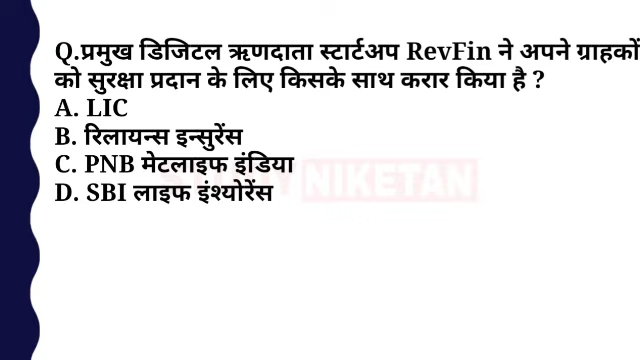 Q.प्रमुख डिजिटल ऋणदाता स्टार्टअप RevFin ने अपने ग्राहकों
को सुरक्षा प्रदान के लिए किसके साथ करार किया है ?
A. LIC
B. रिलायन्स इन्सुरेंस
C. PNB मेटलाइफ इंडिया
D. SBI लाइफ इंश्योरेंस
NIKETAN